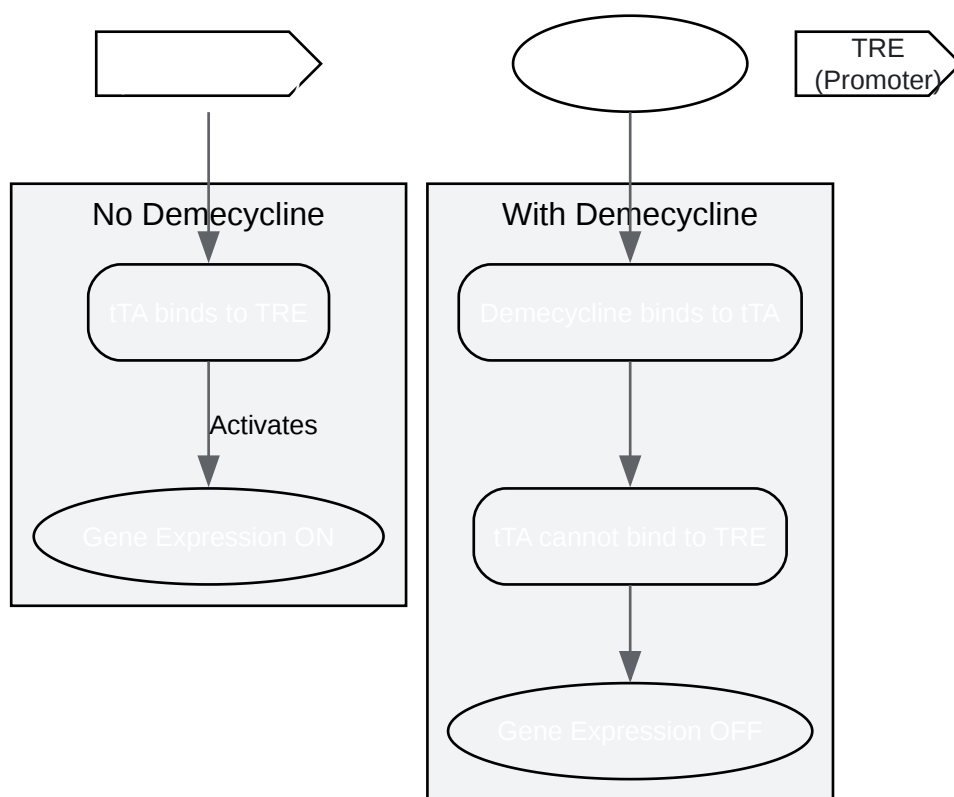 TRE
(Promoter)
No Demecycline
With Demecycline
tTA binds to TRE
Demecycline binds to tTA
Activates
Gene Expression ON
tTA cannot bind to TRE
Gene Expression OFF